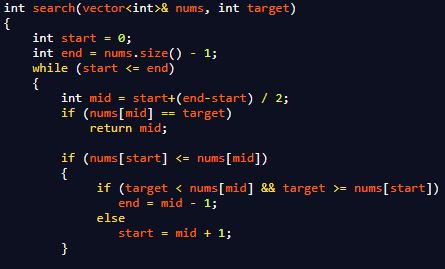 int search(vector<int>& nums, int target)
{
    int start = 0;
    int end = nums.size() - 1;
    while (start <= end)
    {
        int mid = start+(end-start) / 2;
        if (nums[mid] == target)
            return mid;

        if (nums[start] <= nums[mid])
        {
            if (target < nums[mid] && target >= nums[start])
                end = mid - 1;
            else
                start = mid + 1;
        }